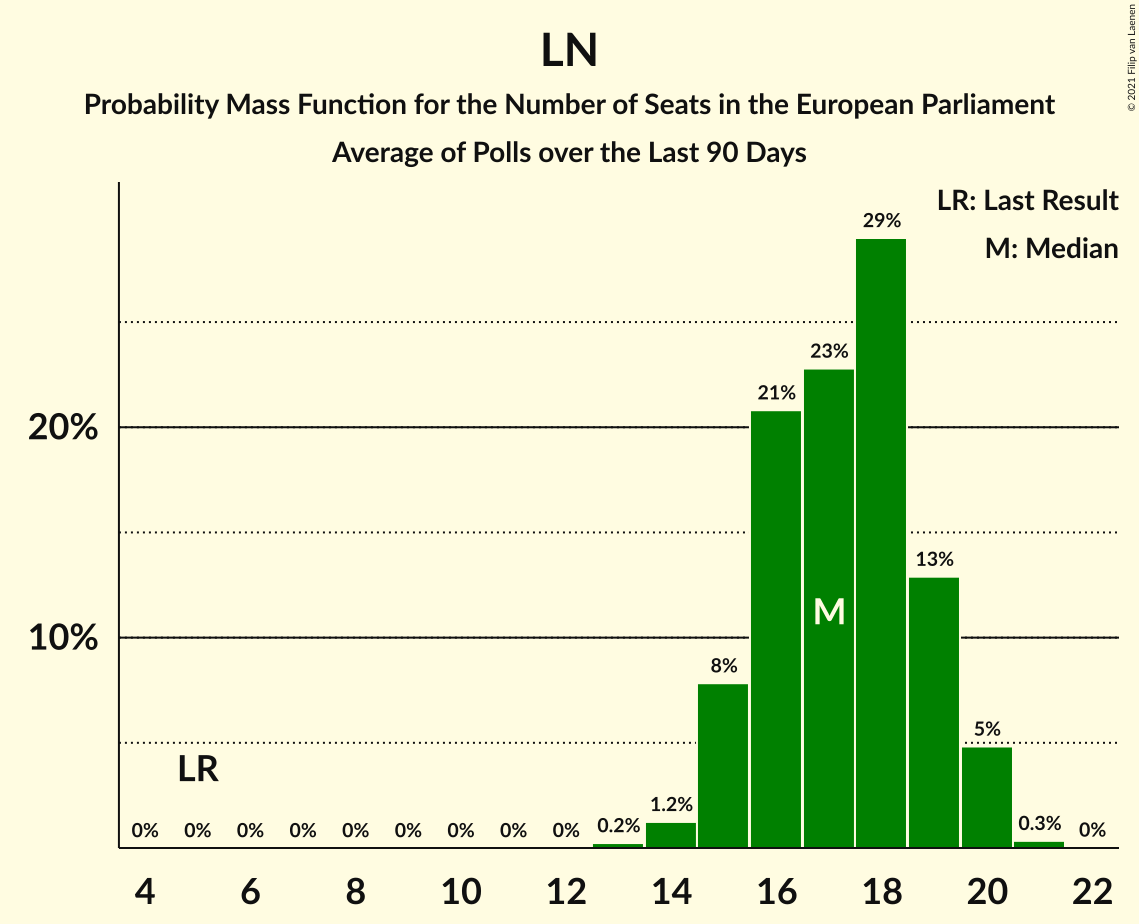 LN
Probability Mass Function for the Number of Seats in the European Parliament
Average of Polls over the Last 90 Days
© 2021 Filip van Laenen
LR: Last Result
M: Median
29%
23%
21%
20%
13%
M
10%
8%
5%
LR
1.2%
0% 0% 0% 0% 0% 0% 0% 0% 0% 0.2% 0.3% 0%
4 6 8 10 12 14 16 18 20 22